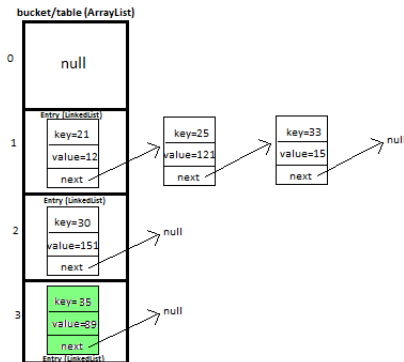 bucket/table (ArrayList)
0
null
Entry (LinkedList)
1
key=21
value=12
next
key=25
value=121
next
key=33
value=15
next
null
Entry (LinkedList)
2
key=30
value=151
next
null
3
key=35
value=89
next
null
Entry (LinkedList)